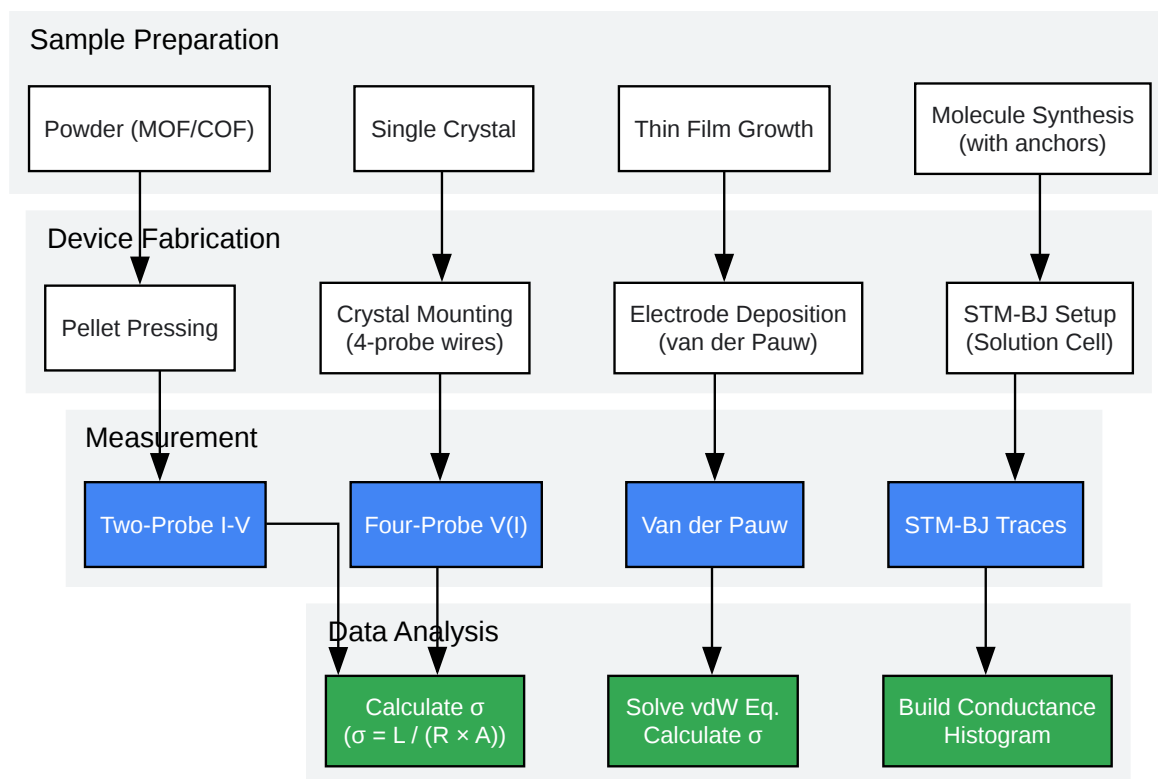 Sample Preparation
Powder (MOF/COF)
Single Crystal
Thin Film Growth
Molecule Synthesis
(with anchors)
Device Fabrication
Pellet Pressing
Crystal Mounting
(4-probe wires)
Electrode Deposition
(van der Pauw)
STM-BJ Setup
(Solution Cell)
Measurement
Two-Probe I-V
Four-Probe V(I)
Van der Pauw
STM-BJ Traces
Data Analysis
Calculate σ
(σ = L / (R × A))
Solve vdW Eq.
Calculate σ
Build Conductance
Histogram